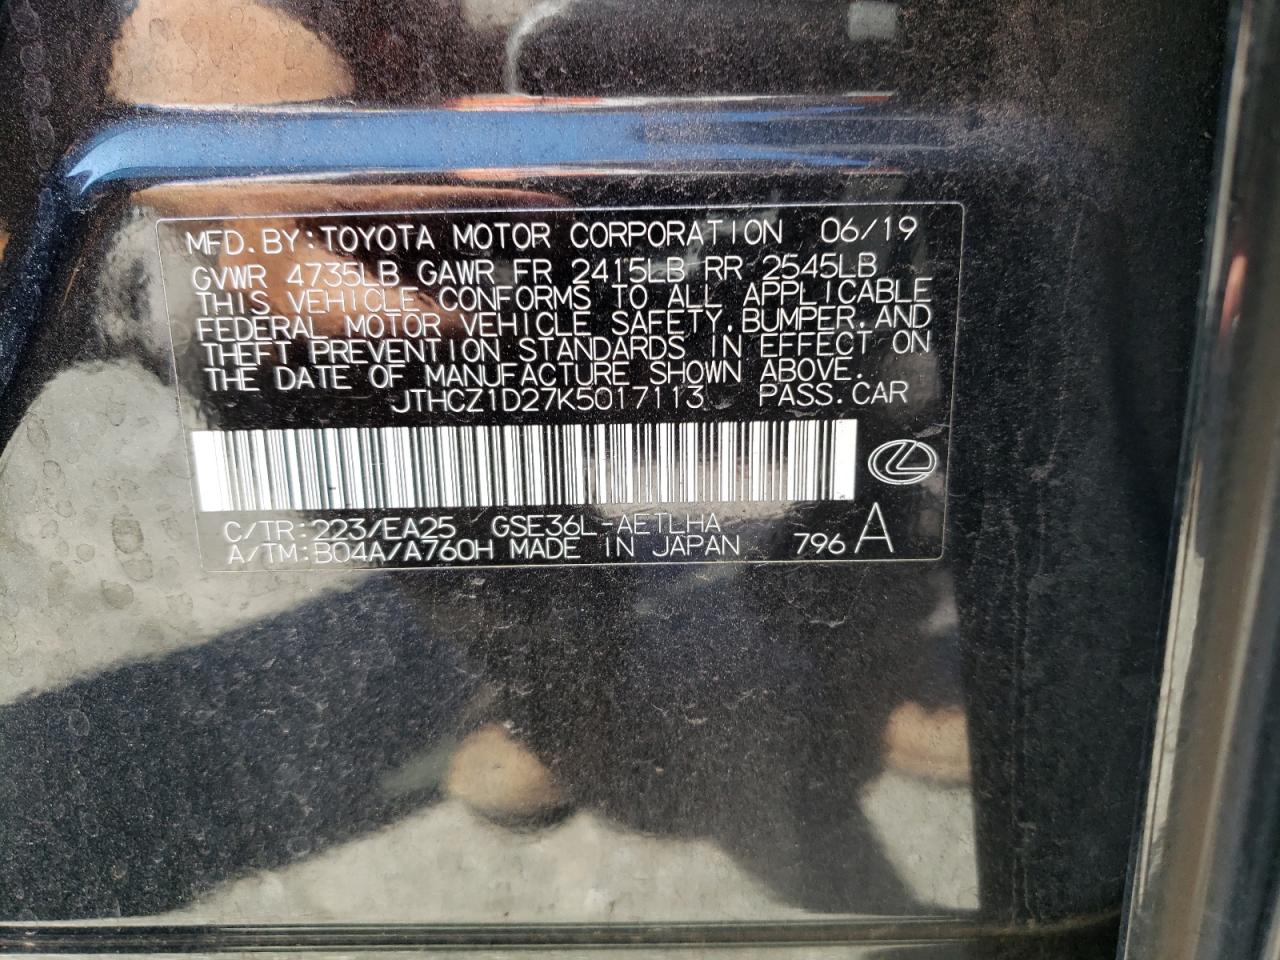 MFD.BY:TOYOTA MOTOR CORPORATION 06/19
GVWR 4735LB GAWR FR 2415LB RR 2545LB
THIS VEHICLE CONFORMS TO ALL APPLICABLE
FEDERAL MOTOR VEHICLE SAFETY,BUMPER,AND
THEFT PREVENTION STANDARDS IN EFFECT ON
THE DATE OF MANUFACTURE SHOWN ABOVE.
JTHCZ1D27K5017113 PASS.CAR
C/TR:223/EA25 GSE36L-AETLHA
A/TM:B04A/A760H MADE IN JAPAN 796 A